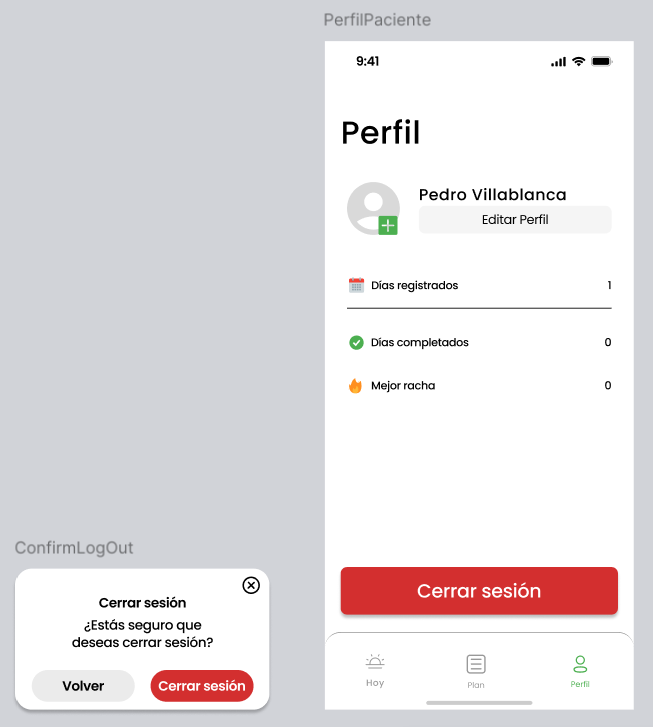 PerfilPaciente
9:41
Perfil
Pedro Villablanca
Editar Perfil
Días registrados 1
Días completados 0
Mejor racha 0
Cerrar sesión
Hoy
Plan
Perfil
ConfirmLogOut
Cerrar sesión
¿Estás seguro que
deseas cerrar sesión?
Volver
Cerrar sesión